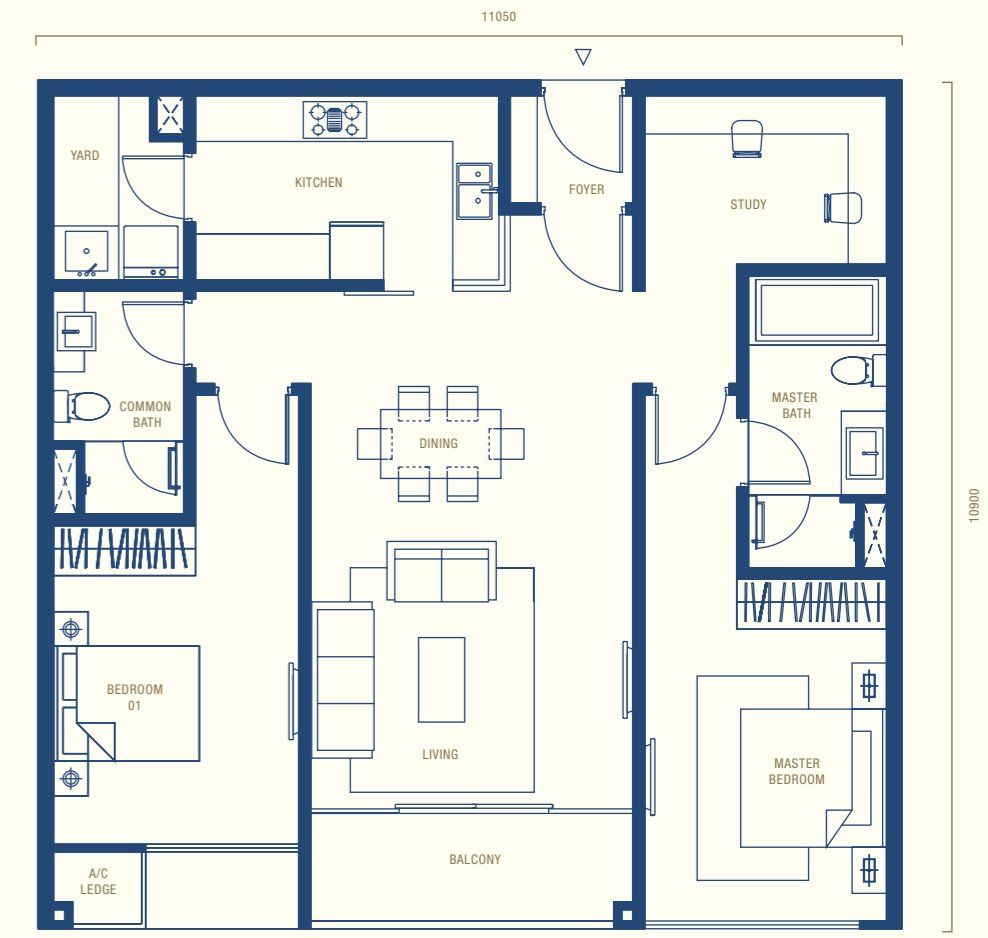 11050
YARD
KITCHEN
FOYER
STUDY
COMMON
BATH
DINING
MASTER
BATH
10900
BEDROOM
01
LIVING
MASTER
BEDROOM
A/C
LEDGE
BALCONY